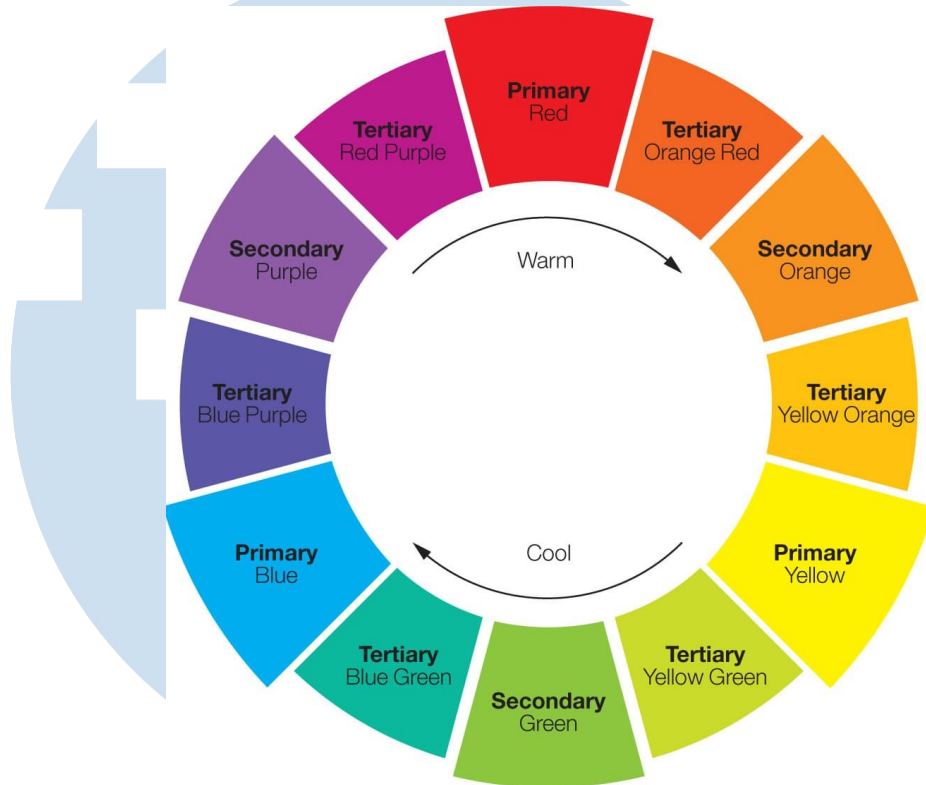 Primary
Red
Tertiary
Orange Red
Secondary
Orange
Tertiary
Yellow Orange
Primary
Yellow
Tertiary
Yellow Green
Secondary
Green
Tertiary
Blue Green
Primary
Blue
Tertiary
Blue Purple
Secondary
Purple
Tertiary
Red Purple
Warm
Cool